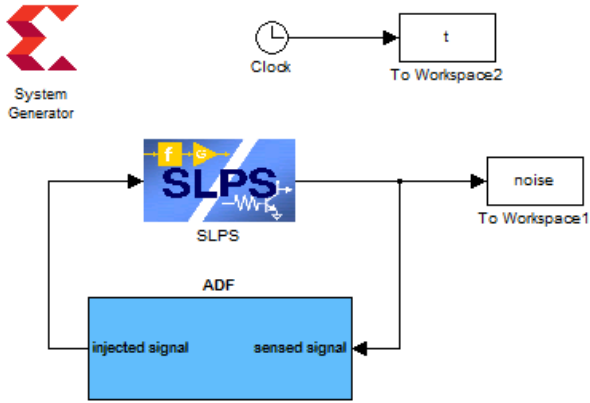 System
Generator
Clock
t
To Workspace2
f
G
SLPS
SLPS
noise
To Workspace1
ADF
injected signal
sensed signal